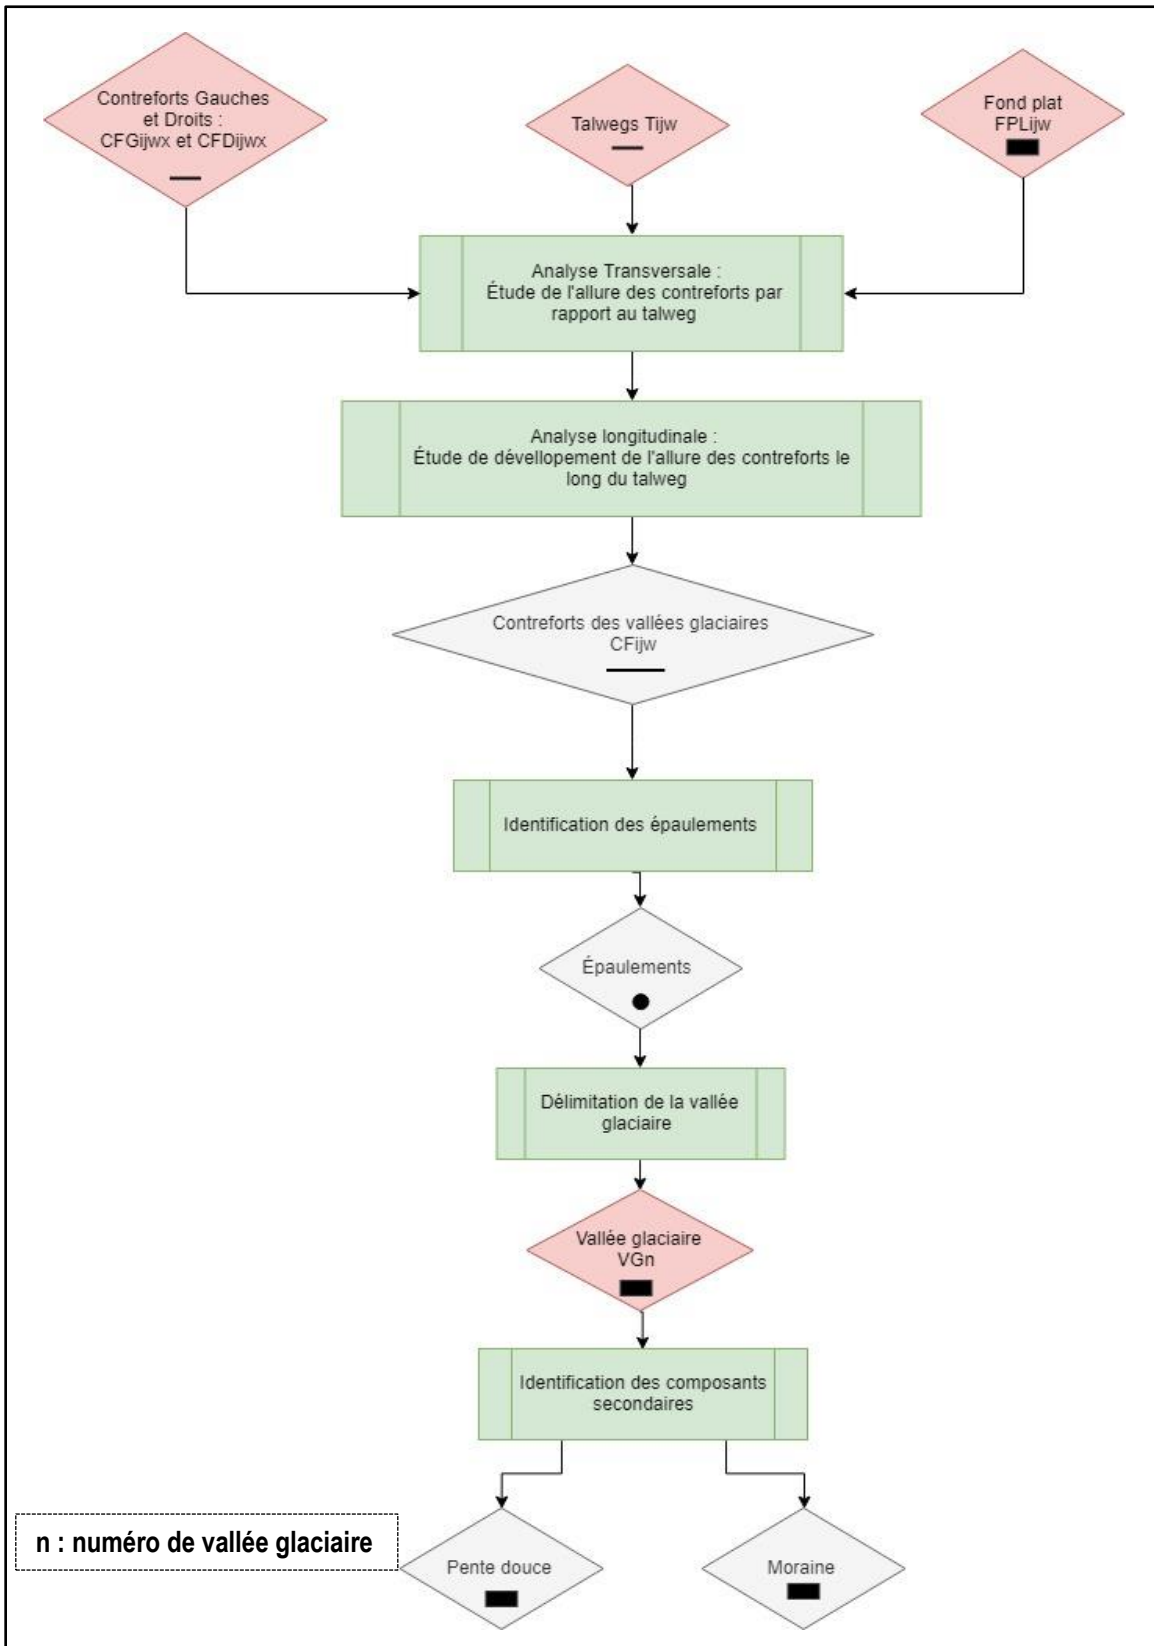 Contreforts Gauches
et Droits :
CFGijwx et CFDijwx
Talwegs Tijw
Fond plat
FPLijw
Analyse Transversale :
Étude de l'allure des contreforts par
rapport au talweg
Analyse longitudinale :
Étude de dévellopement de l'allure des contreforts le
long du talweg
Contreforts des vallées glaciaires
CFijw
Identification des épaulements
Épaulements
Délimitation de la vallée
glaciaire
Vallée glaciaire
VGn
Identification des composants
secondaires
n : numéro de vallée glaciaire
Pente douce
Moraine